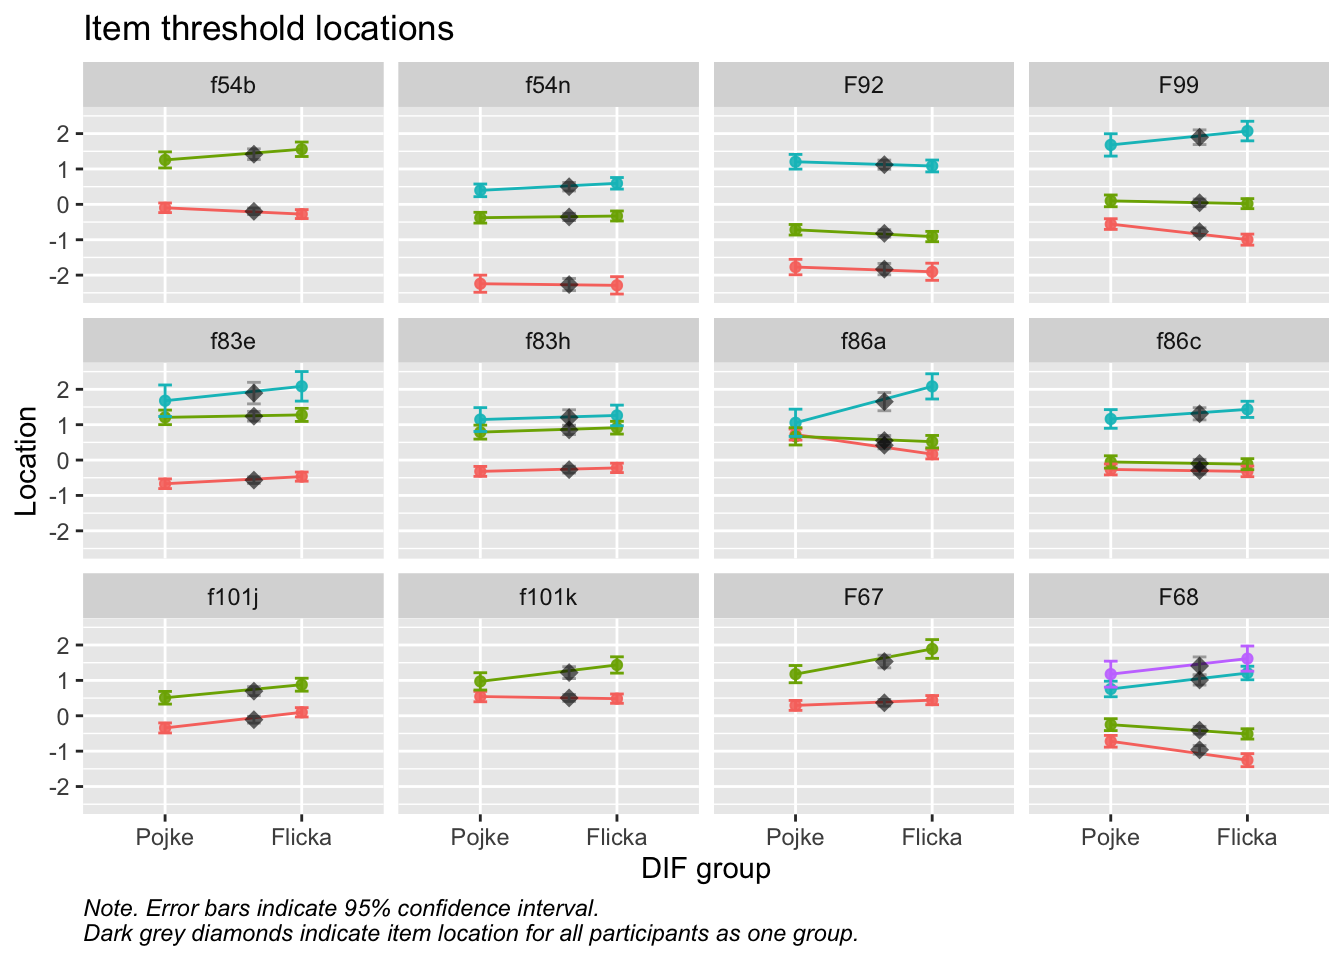 Item threshold locations
f54b f54n F92 F99
2
1
0
-1
-2
f83e f83h f86a f86c
2
1
0
-1
-2
Location
f101j f101k F67 F68
2
1
0
-1
-2
Pojke Flicka Pojke Flicka Pojke Flicka Pojke Flicka
DIF group
Note. Error bars indicate 95% confidence interval.
Dark grey diamonds indicate item location for all participants as one group.